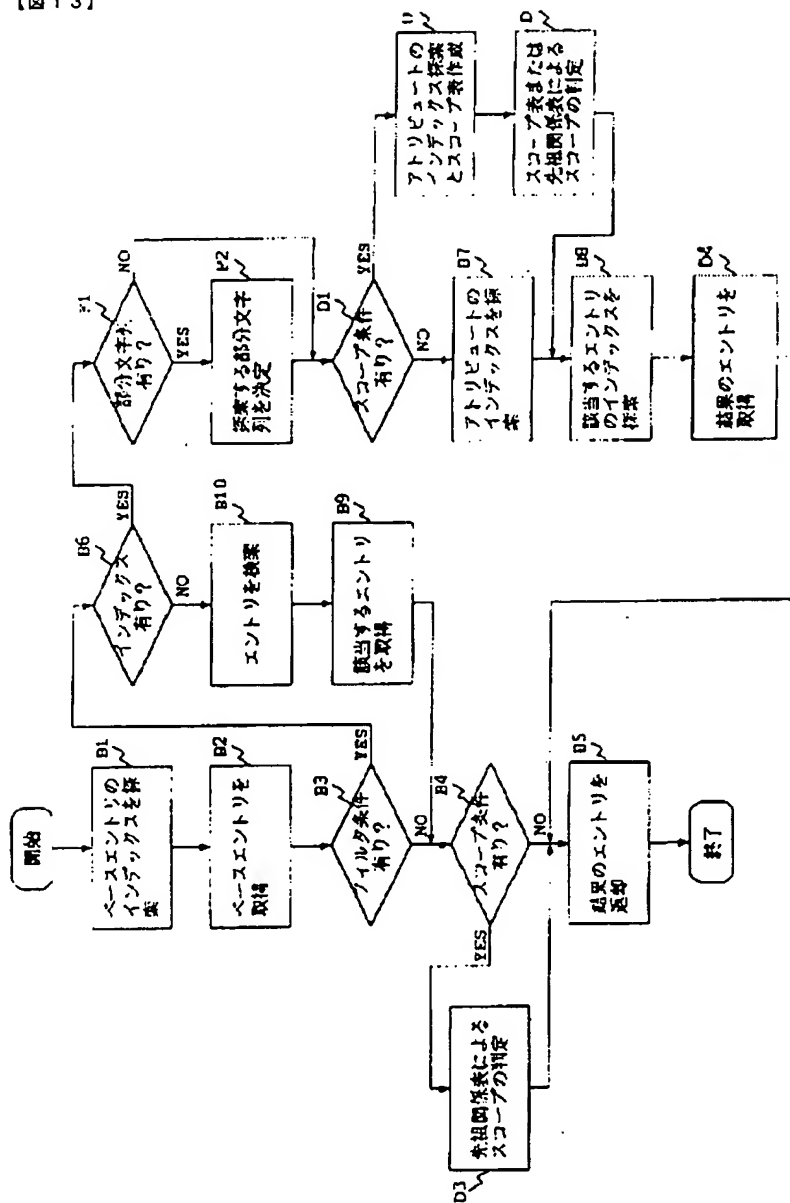 【図13】
開始
B1
ベースエントリの
インデックスを探
索
B2
ベースエントリを
取得
B3
フィルタ条件
有り?
YES
NO
B4
スコープ条件
有り?
YES
NO
D3
先祖関係表による
スコープの判定
D5
結果のエントリを
返却
終了
B6
インデックス
有り?
YES
NO
B10
エントリを検索
B9
該当するエントリ
を取得
F1
部分文字列
有り?
NO
YES
F2
探索する部分文字
列を決定
D1
スコープ条件
有り?
YES
NO
アトリビュートの
インデックス探索
とスコープ表作成
D
スコープ表または
先祖関係表による
スコープの判定
B7
アトリビュートの
インデックスを探
索
B8
該当するエントリ
のインデックスを
探索
D4
結果のエントリを
取得